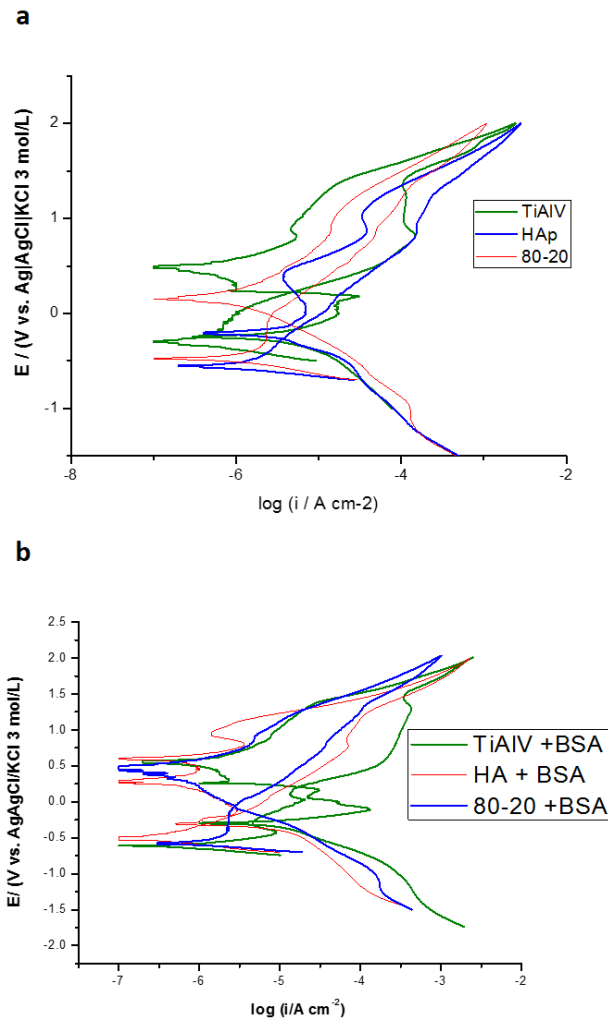 a
E / (V vs. Ag|AgCl||KCl 3 mol/L)
2
1
0
-1
-8
-6
-4
-2
log (i / A cm-2)
TiAlV
HAp
80-20
b
E/ (V vs. AgAgCl/KCl 3 mol/L)
2.5
2.0
1.5
1.0
0.5
0.0
-0.5
-1.0
-1.5
-2.0
-7
-6
-5
-4
-3
-2
log (i/A cm⁻²)
TiAlV +BSA
HA + BSA
80-20 +BSA